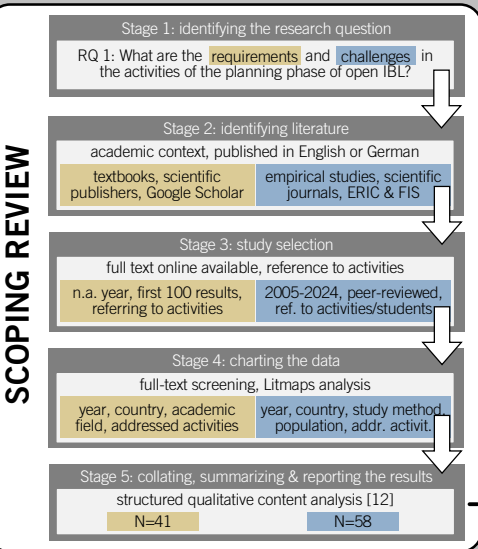 SCOPING REVIEW
Stage 1: identifying the research question
RQ 1: What are the requirements and challenges in
the activities of the planning phase of open IBL?
Stage 2: identifying literature
academic context, published in English or German
textbooks, scientific
publishers, Google Scholar
empirical studies, scientific
journals, ERIC & FIS
Stage 3: study selection
full text online available, reference to activities
n.a. year, first 100 results,
referring to activities
2005-2024, peer-reviewed,
ref. to activities/students
Stage 4: charting the data
full-text screening, Litmaps analysis
year, country, academic
field, addressed activities
year, country, study method,
population, addr. activit.
Stage 5: collating, summarizing & reporting the results
structured qualitative content analysis [12]
N=41
N=58